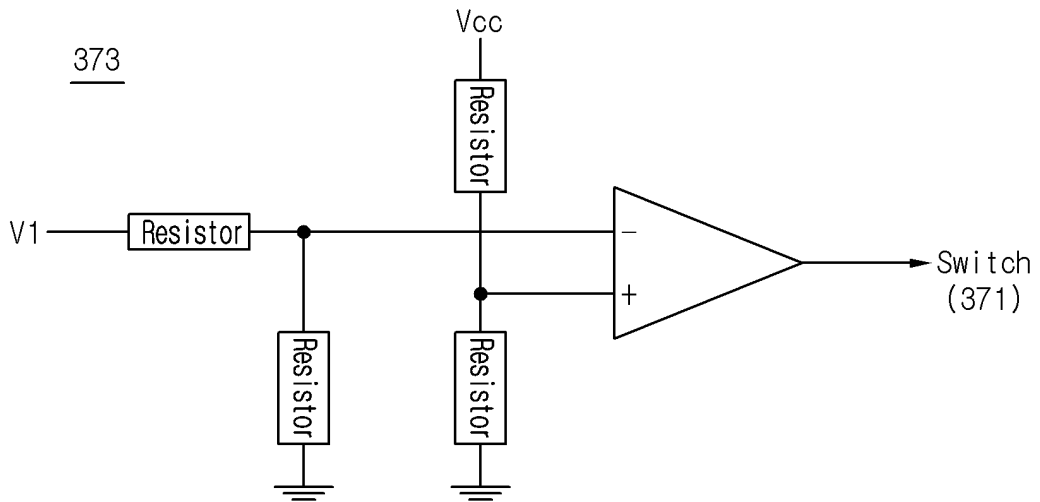 373
Vcc
Resistor
V1
Resistor
−
+
Switch
(371)
Resistor
Resistor